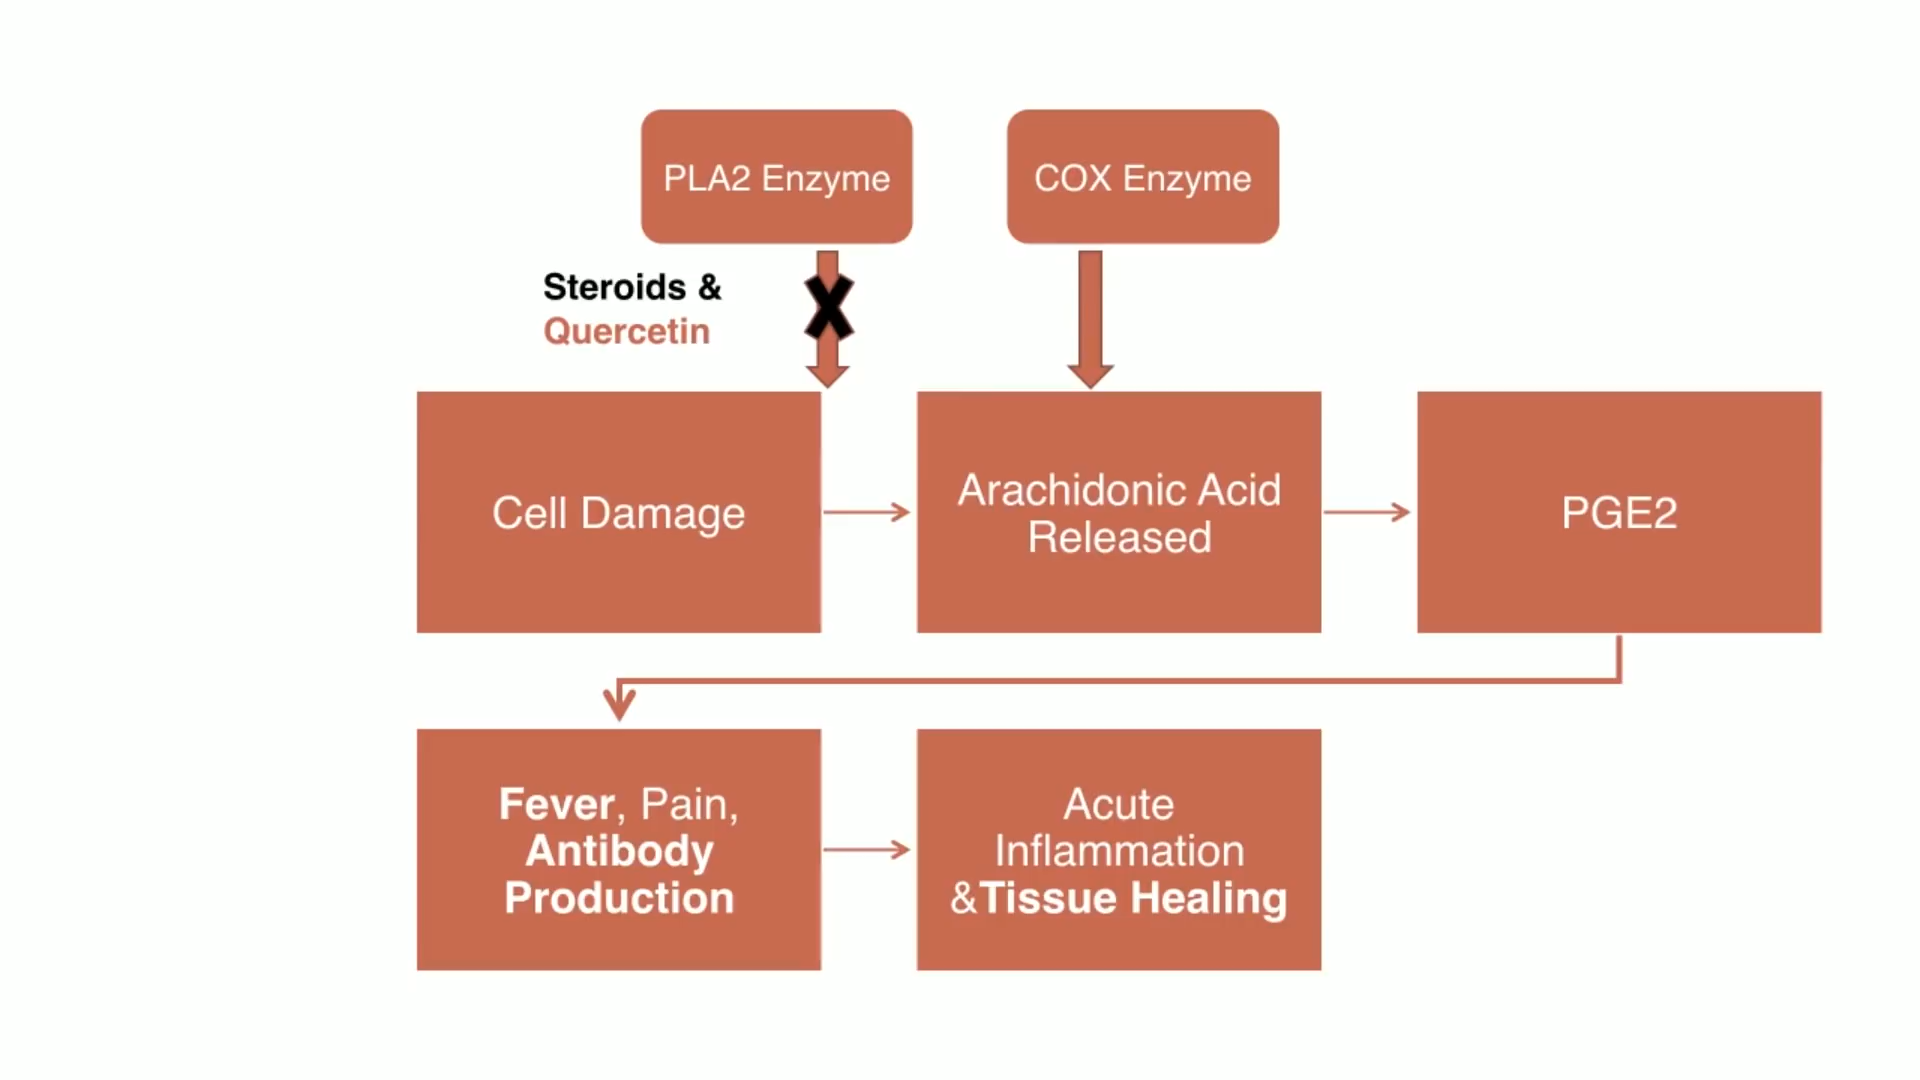 PLA2 Enzyme
COX Enzyme
Steroids &
Quercetin
Cell Damage
Arachidonic Acid
Released
PGE2
Fever, Pain,
Antibody
Production
Acute
Inflammation
&Tissue Healing